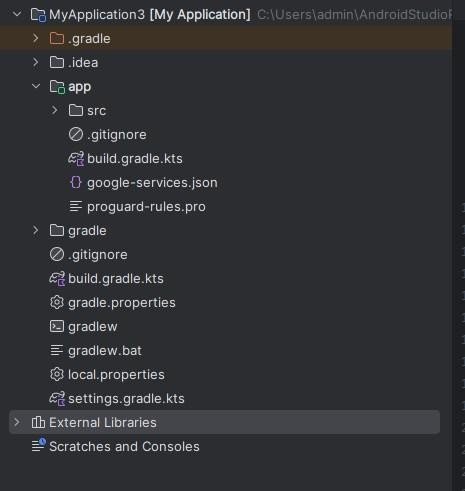 MyApplication3 [My Application] C:\Users\admin\AndroidStudio
.gradle
.idea
app
src
.gitignore
build.gradle.kts
google-services.json
proguard-rules.pro
gradle
.gitignore
build.gradle.kts
gradle.properties
gradlew
gradlew.bat
local.properties
settings.gradle.kts
External Libraries
Scratches and Consoles